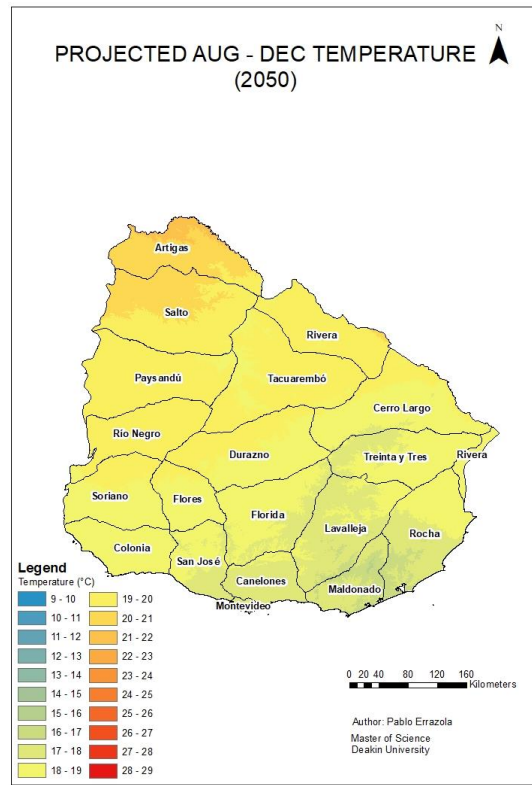 PROJECTED AUG - DEC TEMPERATURE
(2050)
N
Artigas
Salto
Rivera
Paysandù
Tacuarembó
Cerro Largo
Río Negro
Durazno
Treinta y Tres
Rivera
Soriano
Flores
Florida
Lavalleja
Rocha
Colonia
San José
Canelones
Maldonado
Montevideo
Legend
Temperature (°C)
9 - 10
10 - 11
11 - 12
12 - 13
13 - 14
14 - 15
15 - 16
16 - 17
17 - 18
18 - 19
19 - 20
20 - 21
21 - 22
22 - 23
23 - 24
24 - 25
25 - 26
26 - 27
27 - 28
28 - 29
0 20 40 80 120 160
Kilometers
Author: Pablo Errazola
Master of Science
Deakin University